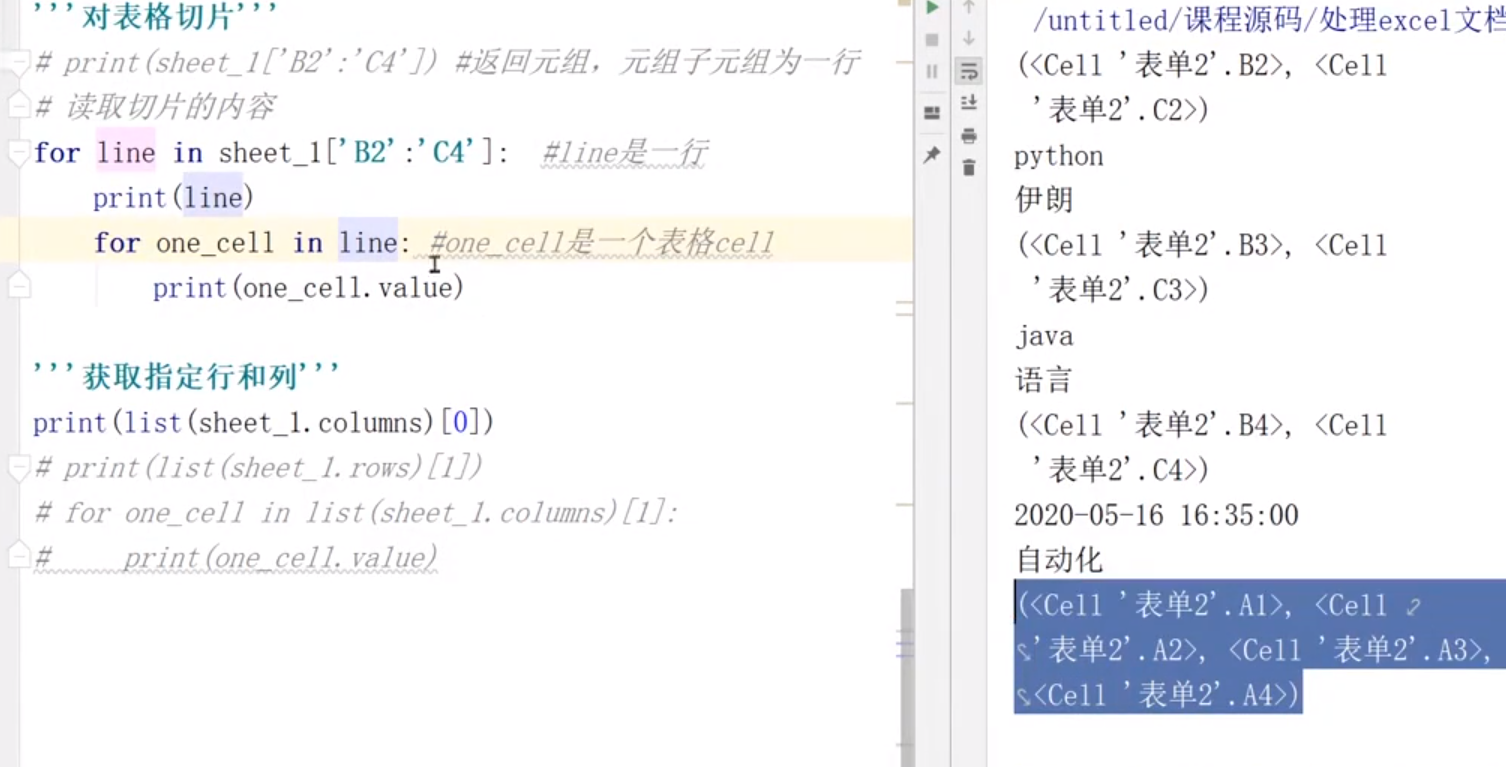 '''对表格切片'''
# print(sheet_1['B2':'C4']) #返回元组，元组子元组为一行
# 读取切片的内容
for line in sheet_1['B2':'C4']:  #line是一行
    print(line)
    for one_cell in line: #one_cell是一个表格cell
        print(one_cell.value)
'''获取指定行和列'''
print(list(sheet_1.columns)[0])
# print(list(sheet_1.rows)[1])
# for one_cell in list(sheet_1.columns)[1]:
#     print(one_cell.value)
/untitled/课程源码/处理excel文档
(<Cell '表单2'.B2>, <Cell
'表单2'.C2>)
python
伊朗
(<Cell '表单2'.B3>, <Cell
'表单2'.C3>)
java
语言
(<Cell '表单2'.B4>, <Cell
'表单2'.C4>)
2020-05-16 16:35:00
自动化
(<Cell '表单2'.A1>, <Cell
'表单2'.A2>, <Cell '表单2'.A3>,
<Cell '表单2'.A4>)